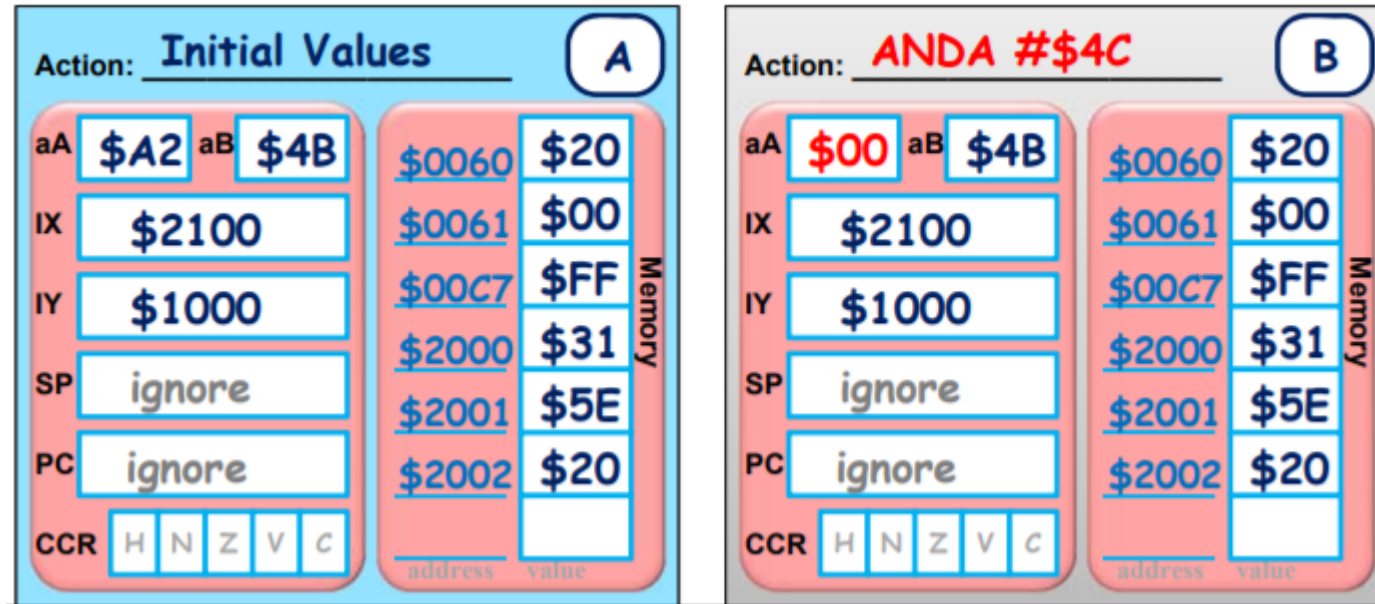 Action: Initial Values A
aA $A2 aB $4B
IX $2100
IY $1000
SP ignore
PC ignore
CCR H N Z V C
$0060 $20
$0061 $00
$00C7 $FF
$2000 $31
$2001 $5E
$2002 $20
address value
Memory
Action: ANDA #$4C B
aA $00 aB $4B
IX $2100
IY $1000
SP ignore
PC ignore
CCR H N Z V C
$0060 $20
$0061 $00
$00C7 $FF
$2000 $31
$2001 $5E
$2002 $20
address value
Memory